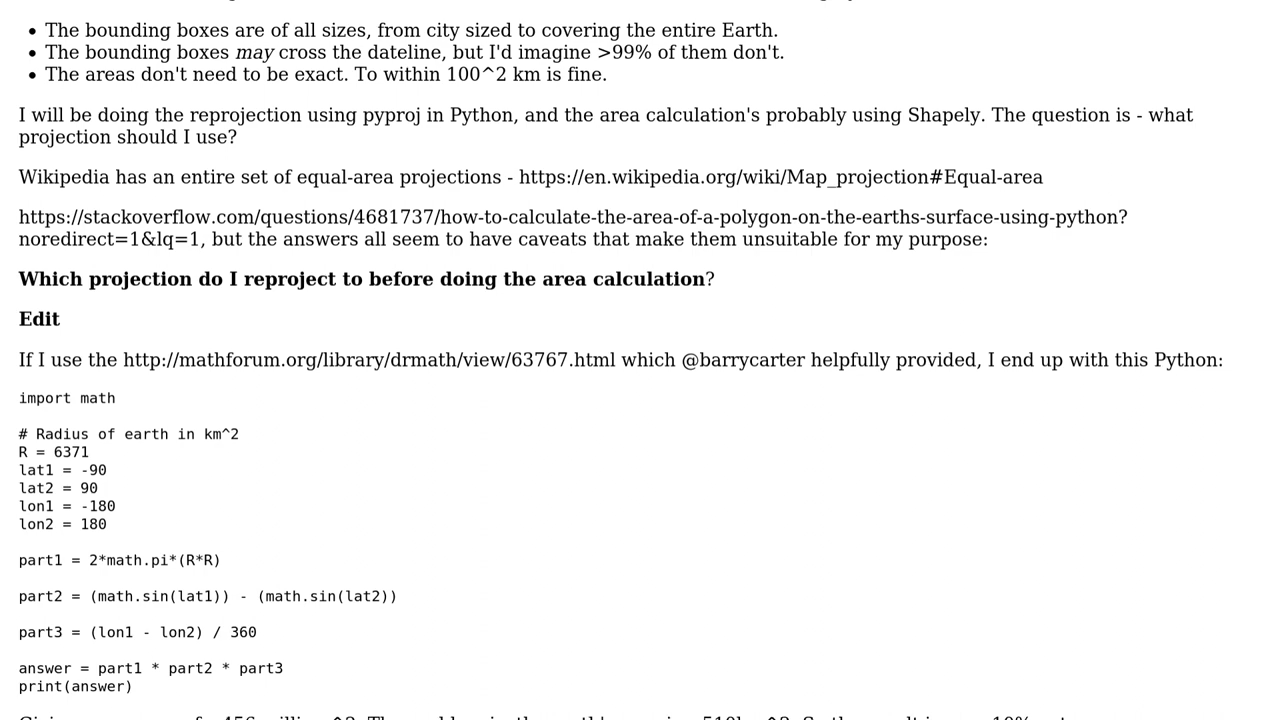 The bounding boxes are of all sizes, from city sized to covering the entire Earth.
The bounding boxes may cross the dateline, but I'd imagine >99% of them don't.
The areas don't need to be exact. To within 100^2 km is fine.
I will be doing the reprojection using pyproj in Python, and the area calculation's probably using Shapely. The question is - what
projection should I use?
Wikipedia has an entire set of equal-area projections - https://en.wikipedia.org/wiki/Map_projection#Equal-area
https://stackoverflow.com/questions/4681737/how-to-calculate-the-area-of-a-polygon-on-the-earths-surface-using-python?
noredirect=1&lq=1, but the answers all seem to have caveats that make them unsuitable for my purpose:
Which projection do I reproject to before doing the area calculation?
Edit
If I use the http://mathforum.org/library/drmath/view/63767.html which @barrycarter helpfully provided, I end up with this Python:
import math
# Radius of earth in km^2
R = 6371
lat1 = -90
lat2 = 90
lon1 = -180
lon2 = 180
part1 = 2*math.pi*(R*R)
part2 = (math.sin(lat1)) - (math.sin(lat2))
part3 = (lon1 - lon2) / 360
answer = part1 * part2 * part3
print(answer)